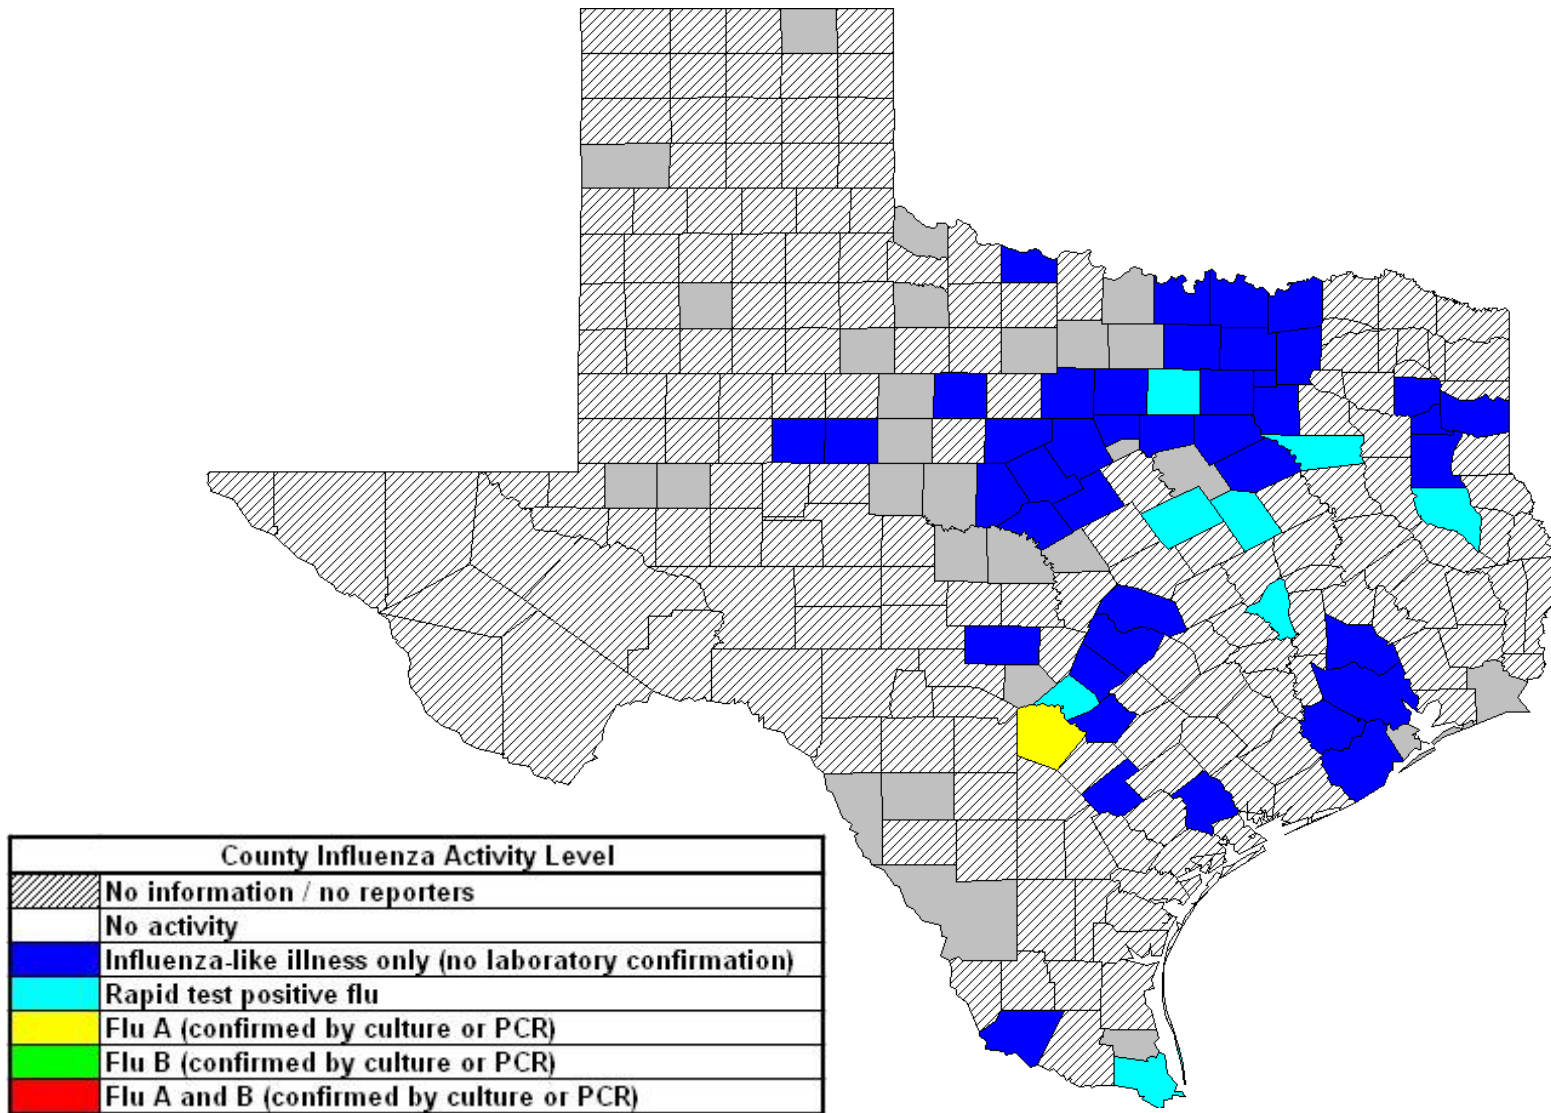 County Influenza Activity Level
No information / no reporters
No activity
Influenza-like illness only (no laboratory confirmation)
Rapid test positive flu
Flu A (confirmed by culture or PCR)
Flu B (confirmed by culture or PCR)
Flu A and B (confirmed by culture or PCR)